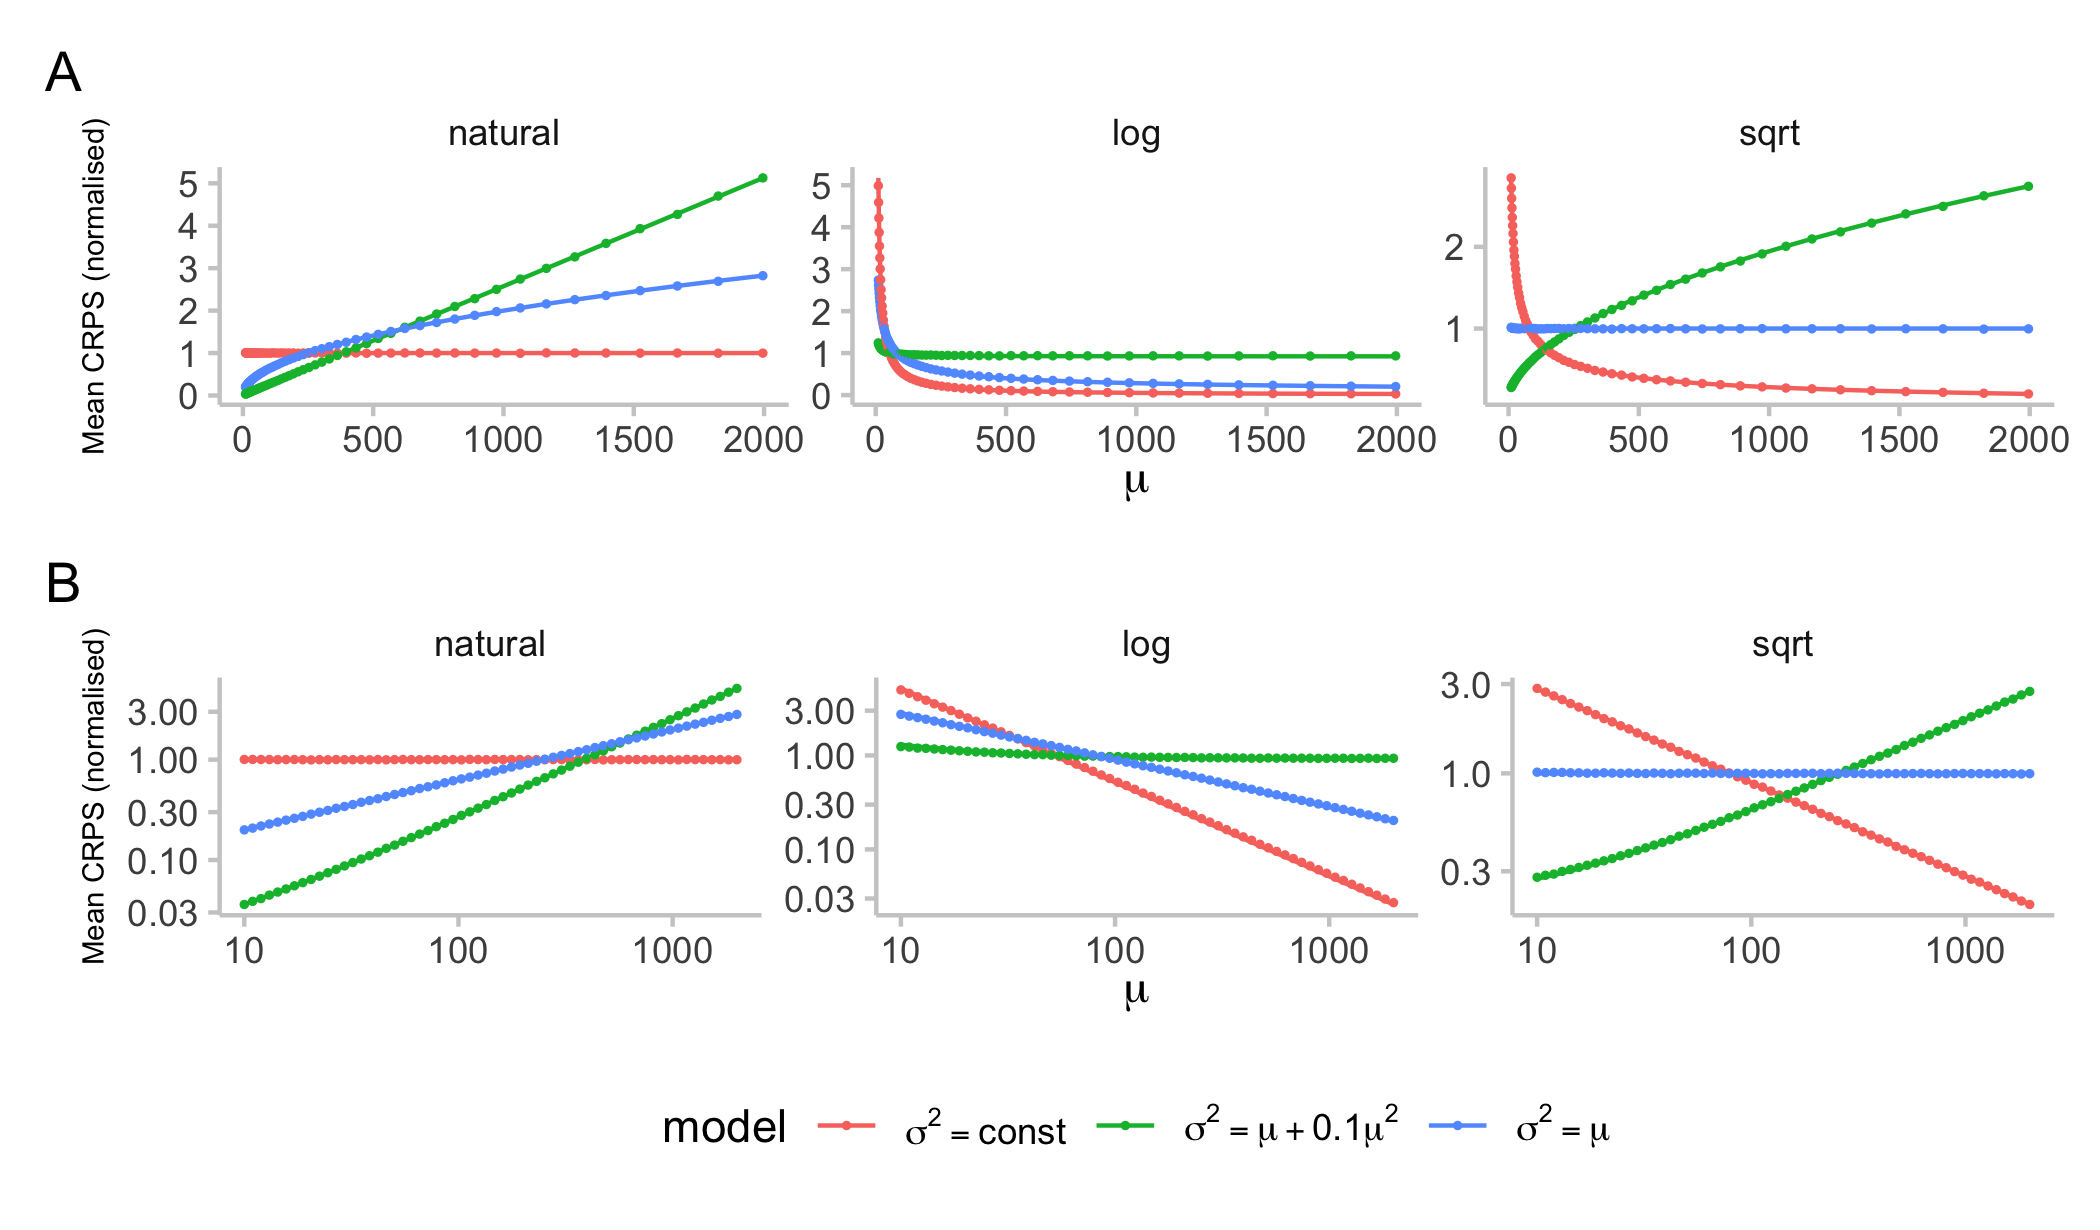 A
natural log sqrt
Mean CRPS (normalised)
5 4 3 2 1 0
5 4 3 2 1 0
2 1
0 500 1000 1500 2000 0 500 1000 1500 2000 0 500 1000 1500 2000
μ
B
natural log sqrt
Mean CRPS (normalised)
3.00 1.00 0.30 0.10 0.03
3.00 1.00 0.30 0.10 0.03
3.0 1.0 0.3
10 100 1000 10 100 1000 10 100 1000
μ
model σ² = const σ² = μ + 0.1μ² σ² = μ